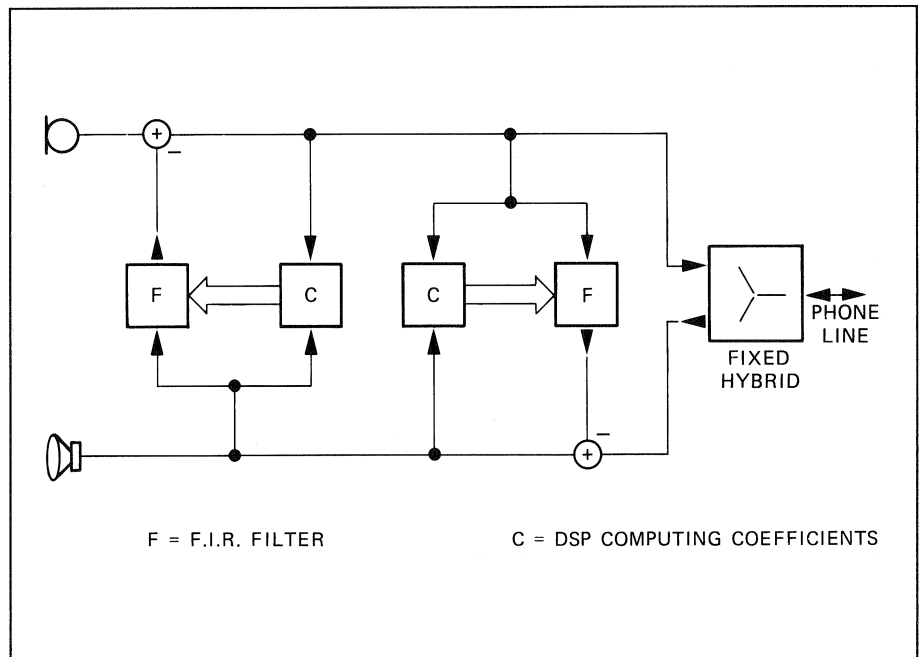 +
−
F
C
C
F
PHONE
LINE
FIXED
HYBRID
−
+
F = F.I.R. FILTER
C = DSP COMPUTING COEFFICIENTS